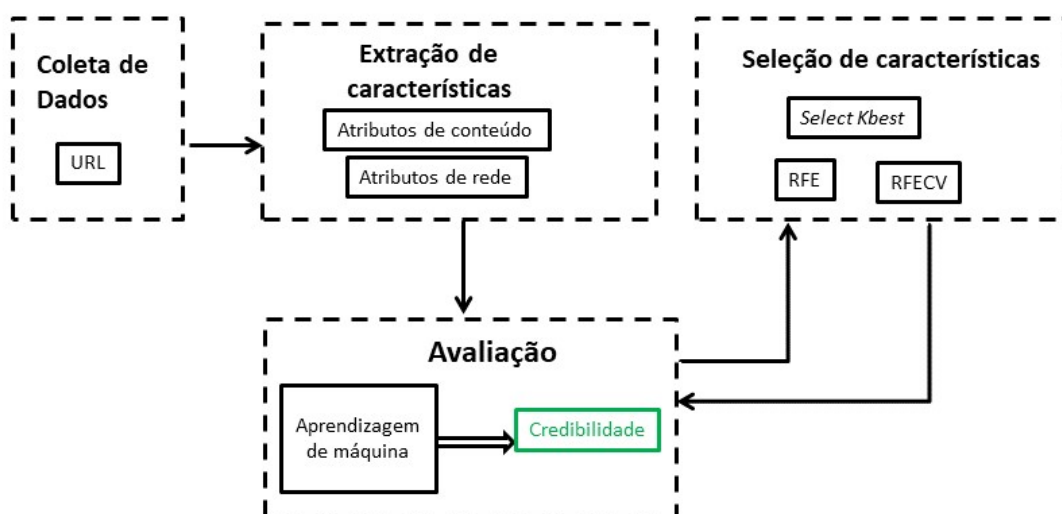 Coleta de
Dados
URL
Extração de
características
Atributos de conteúdo
Atributos de rede
Seleção de características
Select Kbest
RFE
RFECV
Avaliação
Aprendizagem
de máquina
Credibilidade